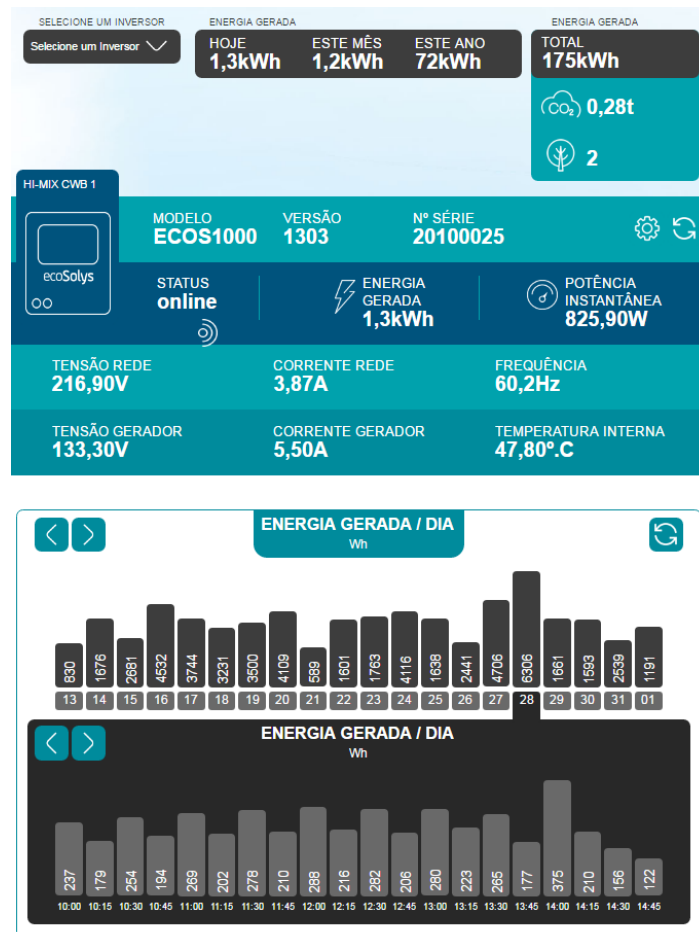 SELECIONE UM INVERSOR
Selecione um Inversor
ENERGIA GERADA
HOJE ESTE MÊS ESTE ANO
1,3kWh 1,2kWh 72kWh
ENERGIA GERADA
TOTAL
175kWh
CO₂ 0,28t
2
HI-MIX CWB 1
ecoSolys
MODELO VERSÃO Nº SÉRIE
ECOS1000 1303 20100025
STATUS
online
ENERGIA
GERADA
1,3kWh
POTÊNCIA
INSTANTÂNEA
825,90W
TENSÃO REDE CORRENTE REDE FREQUÊNCIA
216,90V 3,87A 60,2Hz
TENSÃO GERADOR CORRENTE GERADOR TEMPERATURA INTERNA
133,30V 5,50A 47,80º.C
ENERGIA GERADA / DIA
Wh
830 1676 2681 4532 3744 3231 3500 4109 589 1601 1763 4116 1638 2441 4706 6306 1661 1593 2539 1191
13 14 15 16 17 18 19 20 21 22 23 24 25 26 27 28 29 30 31 01
ENERGIA GERADA / DIA
Wh
237 179 254 194 269 202 278 210 288 216 282 206 280 223 265 177 375 210 156 122
10:00 10:15 10:30 10:45 11:00 11:15 11:30 11:45 12:00 12:15 12:30 12:45 13:00 13:15 13:30 13:45 14:00 14:15 14:30 14:45